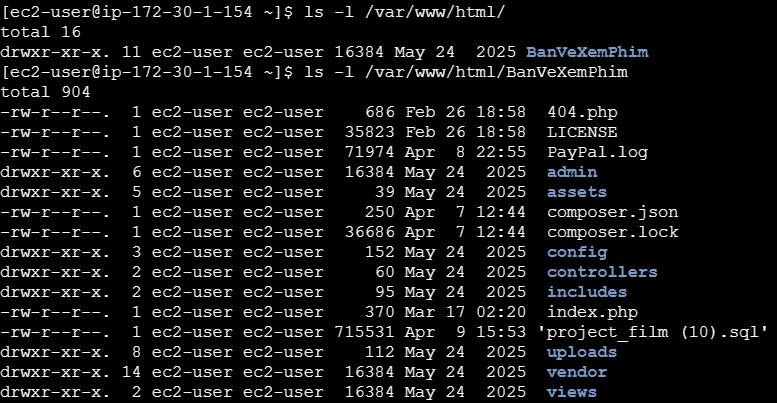 [ec2-user@ip-172-30-1-154 ~]$ ls -l /var/www/html/
total 16
drwxr-xr-x. 11 ec2-user ec2-user 16384 May 24  2025 BanVeXemPhim
[ec2-user@ip-172-30-1-154 ~]$ ls -l /var/www/html/BanVeXemPhim
total 904
-rw-r--r--.  1 ec2-user ec2-user    686 Feb 26 18:58  404.php
-rw-r--r--.  1 ec2-user ec2-user  35823 Feb 26 18:58  LICENSE
-rw-r--r--.  1 ec2-user ec2-user  71974 Apr  8 22:55  PayPal.log
drwxr-xr-x.  6 ec2-user ec2-user  16384 May 24  2025  admin
drwxr-xr-x.  5 ec2-user ec2-user     39 May 24  2025  assets
-rw-r--r--.  1 ec2-user ec2-user    250 Apr  7 12:44  composer.json
-rw-r--r--.  1 ec2-user ec2-user  36686 Apr  7 12:44  composer.lock
drwxr-xr-x.  3 ec2-user ec2-user    152 May 24  2025  config
drwxr-xr-x.  2 ec2-user ec2-user     60 May 24  2025  controllers
drwxr-xr-x.  2 ec2-user ec2-user     95 May 24  2025  includes
-rw-r--r--.  1 ec2-user ec2-user    370 Mar 17 02:20  index.php
-rw-r--r--.  1 ec2-user ec2-user 715531 Apr  9 15:53 'project_film (10).sql'
drwxr-xr-x.  8 ec2-user ec2-user    112 May 24  2025  uploads
drwxr-xr-x. 14 ec2-user ec2-user  16384 May 24  2025  vendor
drwxr-xr-x.  2 ec2-user ec2-user  16384 May 24  2025  views